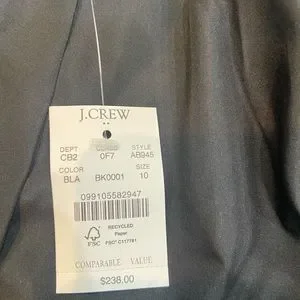 J.CREW
DEPT CLASS STYLE
CB2 0F7 AB945
COLOR SIZE
BLA BK0001 10
099105582947
FSC
RECYCLED
Paper
FSC® C117781
COMPARABLE VALUE
$238.00